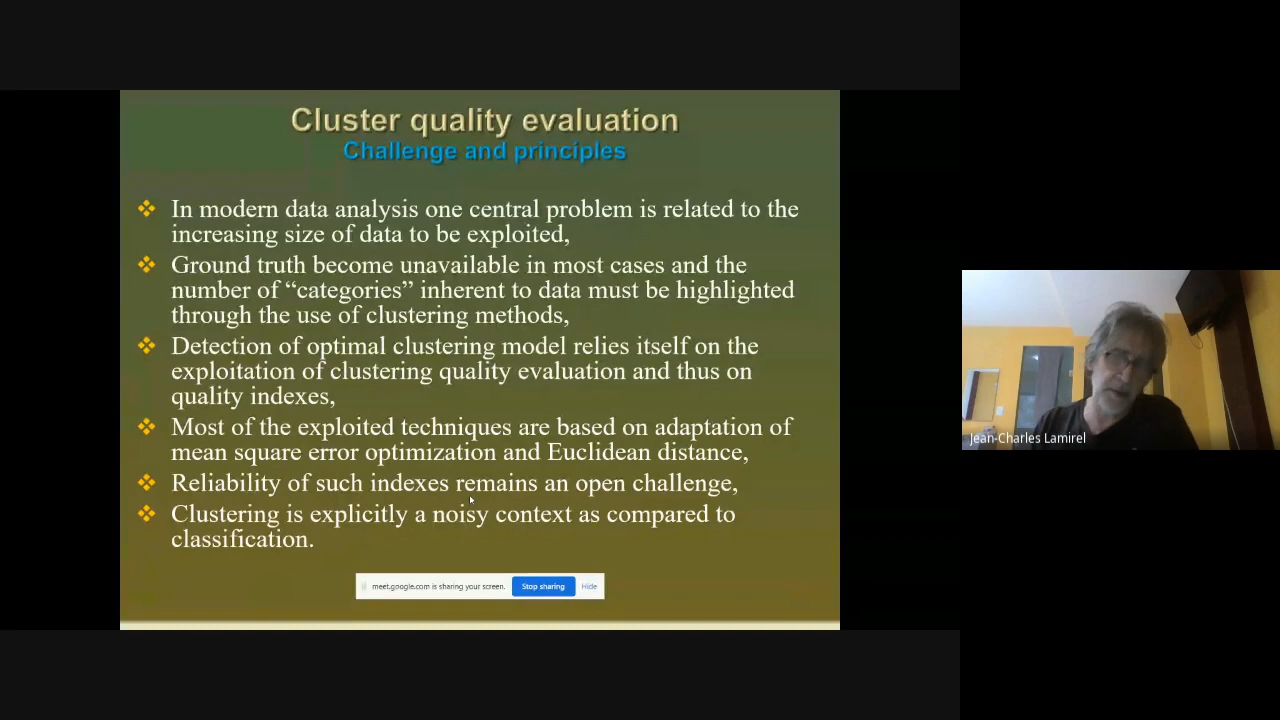 Cluster quality evaluation
Challenge and principles
In modern data analysis one central problem is related to the
increasing size of data to be exploited,
Ground truth become unavailable in most cases and the
number of “categories” inherent to data must be highlighted
through the use of clustering methods,
Detection of optimal clustering model relies itself on the
exploitation of clustering quality evaluation and thus on
quality indexes,
Most of the exploited techniques are based on adaptation of
mean square error optimization and Euclidean distance,
Reliability of such indexes remains an open challenge,
Clustering is explicitly a noisy context as compared to
classification.
meet.google.com is sharing your screen. Stop sharing Hide
Jean-Charles Lamirel